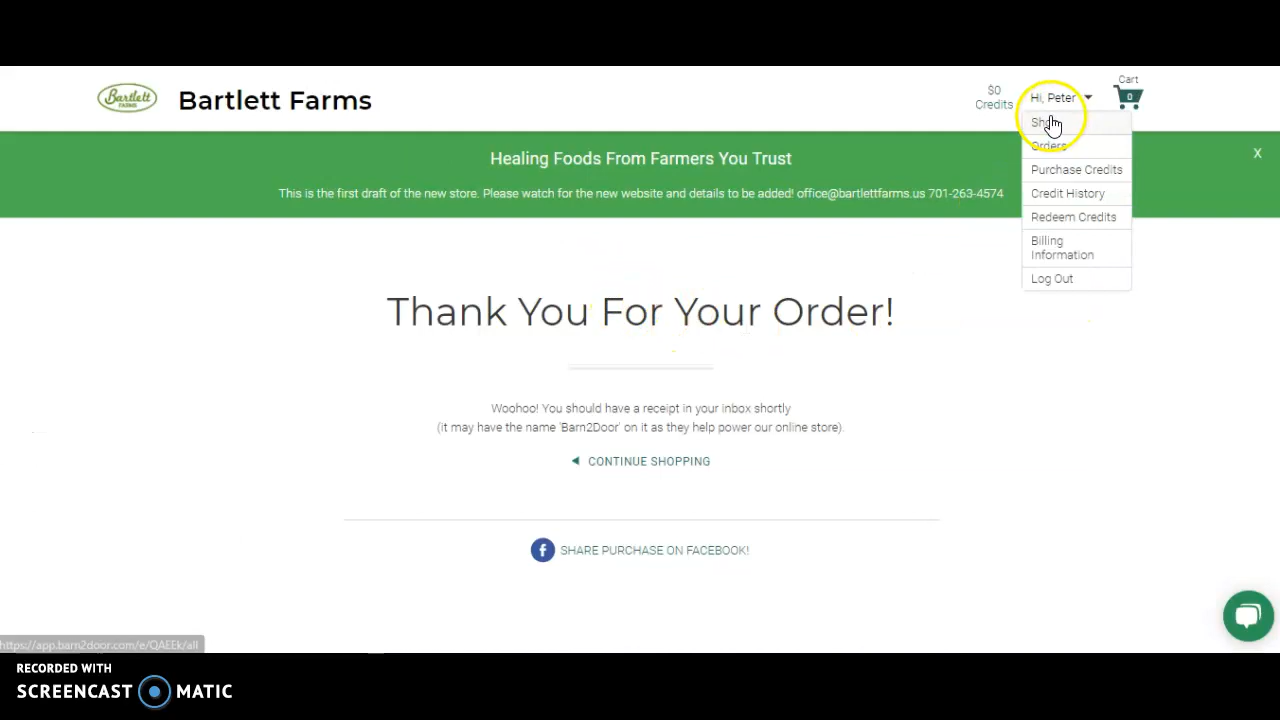 Bartlett
FARMS
Bartlett Farms
$0
Credits
Hi, Peter
Cart
0
Shop
Orders
Purchase Credits
Credit History
Redeem Credits
Billing
Information
Log Out
Healing Foods From Farmers You Trust
X
This is the first draft of the new store. Please watch for the new website and details to be added! office@bartlettfarms.us 701-263-4574
Thank You For Your Order!
Woohoo! You should have a receipt in your inbox shortly
(it may have the name 'Barn2Door' on it as they help power our online store).
CONTINUE SHOPPING
f SHARE PURCHASE ON FACEBOOK!
https://app.barn2door.com/e/QAEEk/all
RECORDED WITH
SCREENCAST MATIC